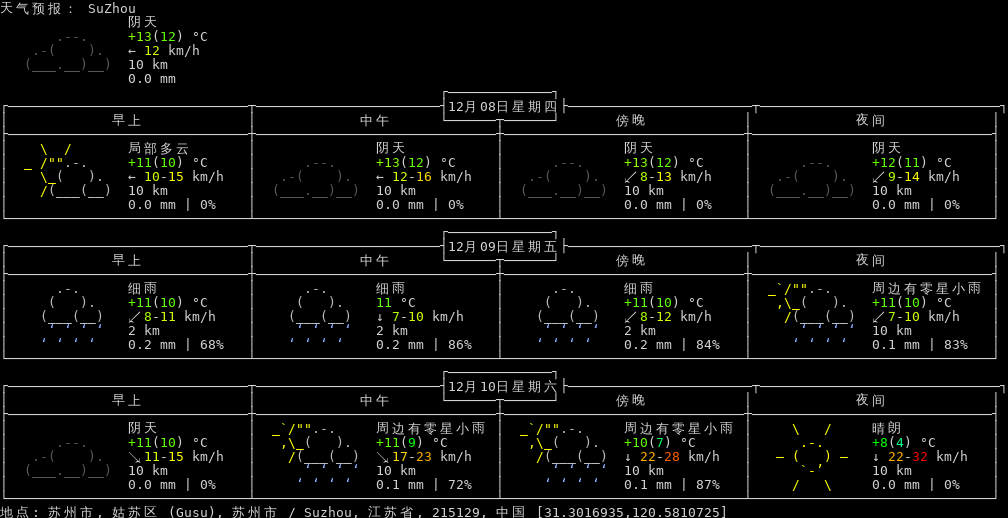 天气预报： SuZhou
阴天
+13(12) °C
← 12 km/h
10 km
0.0 mm
12月08日星期四
早上 中午 傍晚 夜间
局部多云 阴天 阴天 阴天
+11(10) °C +13(12) °C +13(12) °C +12(11) °C
← 10-15 km/h ← 12-16 km/h ↙ 8-13 km/h ↙ 9-14 km/h
10 km 10 km 10 km 10 km
0.0 mm | 0% 0.0 mm | 0% 0.0 mm | 0% 0.0 mm | 0%
12月09日星期五
早上 中午 傍晚 夜间
细雨 细雨 细雨 周边有零星小雨
+11(10) °C 11 °C +11(10) °C +11(10) °C
↙ 8-11 km/h ↓ 7-10 km/h ↙ 8-12 km/h ↙ 7-10 km/h
2 km 2 km 2 km 10 km
0.2 mm | 68% 0.2 mm | 86% 0.2 mm | 84% 0.1 mm | 83%
12月10日星期六
早上 中午 傍晚 夜间
阴天 周边有零星小雨 周边有零星小雨 晴朗
+11(10) °C +11(9) °C +10(7) °C +8(4) °C
↘ 11-15 km/h ↘ 17-23 km/h ↓ 22-28 km/h ↓ 22-32 km/h
10 km 10 km 10 km 10 km
0.0 mm | 0% 0.1 mm | 72% 0.1 mm | 87% 0.0 mm | 0%
地点: 苏州市, 姑苏区 (Gusu), 苏州市 / Suzhou, 江苏省, 215129, 中国 [31.3016935,120.5810725]